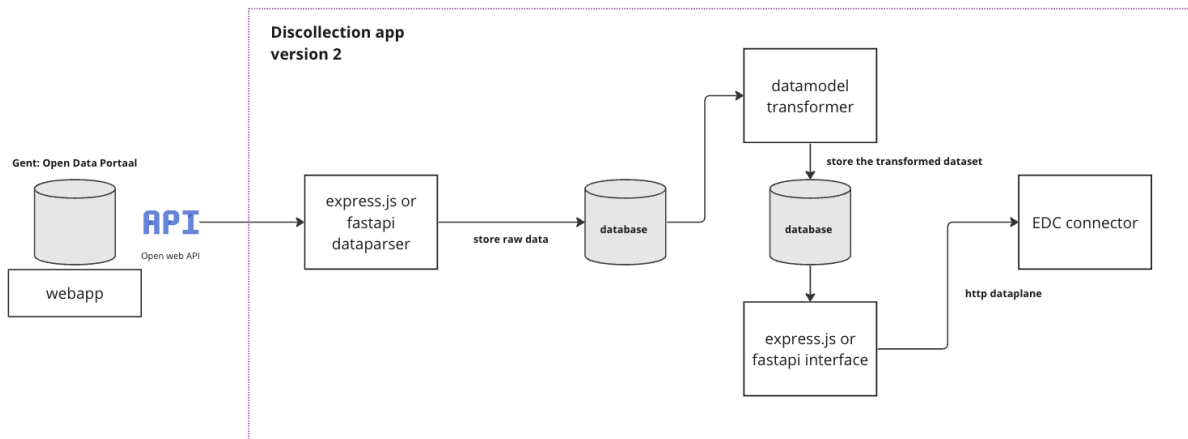 Discollection app
version 2
Gent: Open Data Portaal
API
Open web API
webapp
express.js or
fastapi
dataparser
store raw data
database
datamodel
transformer
store the transformed dataset
database
express.js or
fastapi interface
http dataplane
EDC connector